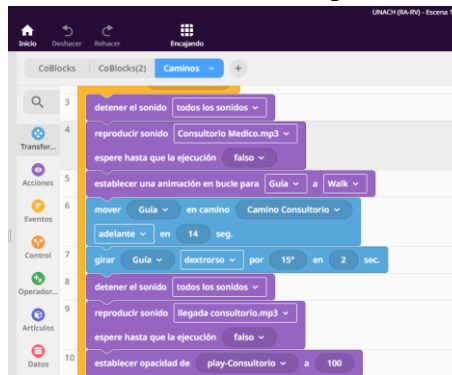 UNACH (RA-RV) - Escena 1
Inicio Deshacer Rehacer Encajando
CoBlocks CoBlocks(2) Caminos +
3 detener el sonido todos los sonidos
Transfor...
4 reproducir sonido Consultorio Medico.mp3
espere hasta que la ejecución falso
Acciones
5 establecer una animación en bucle para Guía a Walk
Eventos
6 mover Guía en camino Camino Consultorio
adelante en 14 seg.
Control
7 girar Guía dextrorso por 15° en 2 sec.
Operador...
8 detener el sonido todos los sonidos
Artículos
9 reproducir sonido llegada consultorio.mp3
espere hasta que la ejecución falso
Datos
10 establecer opacidad de play-Consultorio a 100